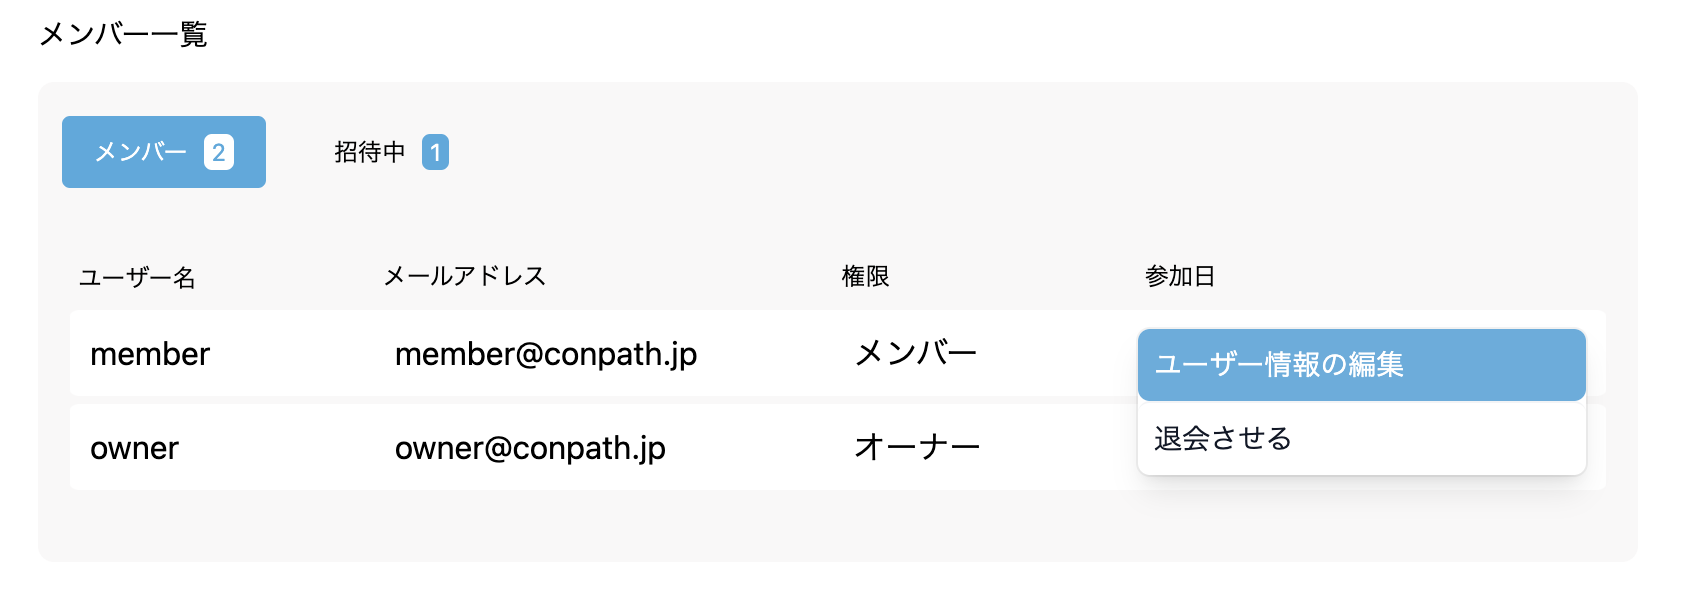 メンバー一覧
メンバー 2 招待中 1
ユーザー名 メールアドレス 権限 参加日
member member@conpath.jp メンバー
ユーザー情報の編集
owner owner@conpath.jp オーナー
退会させる